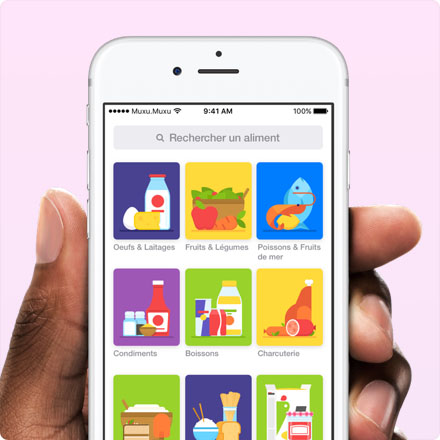 Muxu.Muxu 9:41 AM 100%
Rechercher un aliment
Oeufs & Laitages Fruits & Légumes Poissons & Fruits
de mer
Condiments Boissons Charcuterie